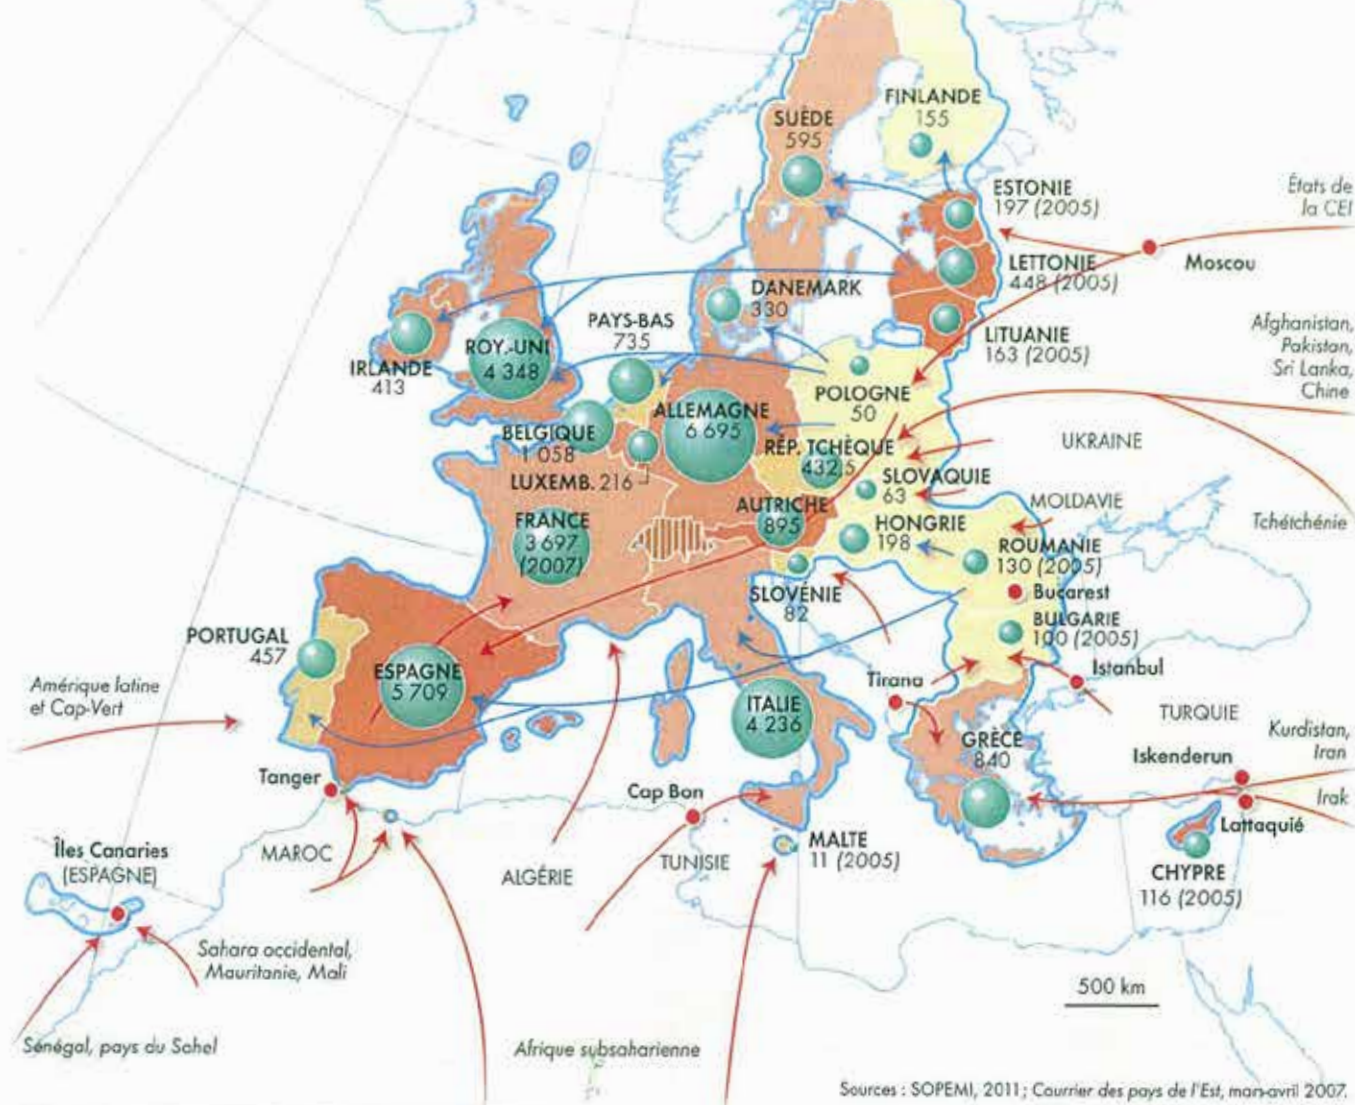 FINLANDE
155
SUÈDE
595
ESTONIE
197 (2005)
États de
la CEI
LETTONIE
448 (2005)
Moscou
DANEMARK
330
PAYS-BAS
735
LITUANIE
163 (2005)
Afghanistan,
Pakistan,
Sri Lanka,
Chine
IRLANDE
413
ROY.-UNI
4 348
POLOGNE
50
ALLEMAGNE
6 695
BELGIQUE
1 058
RÉP. TCHÈQUE
432,5
UKRAINE
LUXEMB. 216
SLOVAQUIE
63
MOLDAVIE
AUTRICHE
895
Tchétchénie
FRANCE
3 697
(2007)
HONGRIE
198
ROUMANIE
130 (2005)
Bucarest
SLOVÉNIE
82
BULGARIE
100 (2005)
PORTUGAL
457
ESPAGNE
5 709
Istanbul
Tirana
Amérique latine
et Cap-Vert
ITALIE
4 236
TURQUIE
GRÈCE
840
Kurdistan,
Iran
Iskenderun
Tanger
Cap Bon
Irak
Lattaquié
MALTE
11 (2005)
Îles Canaries
(ESPAGNE)
MAROC
ALGÉRIE
TUNISIE
CHYPRE
116 (2005)
Sahara occidental,
Mauritanie, Mali
500 km
Sénégal, pays du Sahel
Afrique subsaharienne
Sources : SOPEMI, 2011 ; Courrier des pays de l'Est, mars-avril 2007.